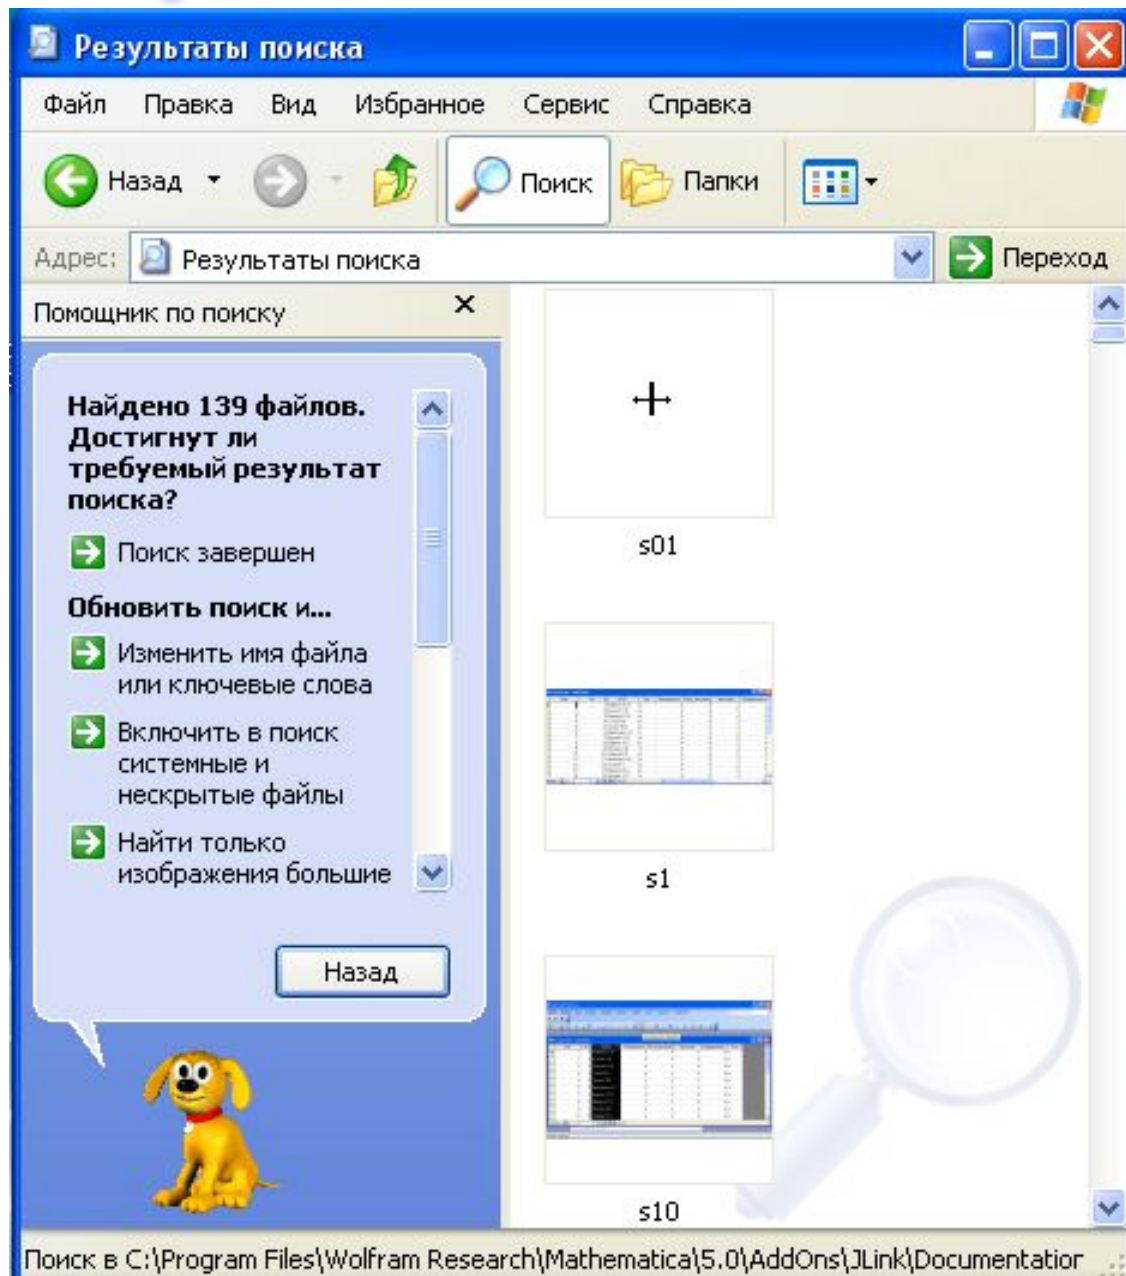 Результаты поиска
Файл Правка Вид Избранное Сервис Справка
Назад Поиск Папки
Адрес: Результаты поиска Переход
Помощник по поиску
Найдено 139 файлов.
Достигнут ли
требуемый результат
поиска?
Поиск завершен
Обновить поиск и...
Изменить имя файла
или ключевые слова
Включить в поиск
системные и
нескрытые файлы
Найти только
изображения большие
Назад
s01
s1
s10
Поиск в C:\Program Files\Wolfram Research\Mathematica\5.0\AddOns\JLink\Documentation